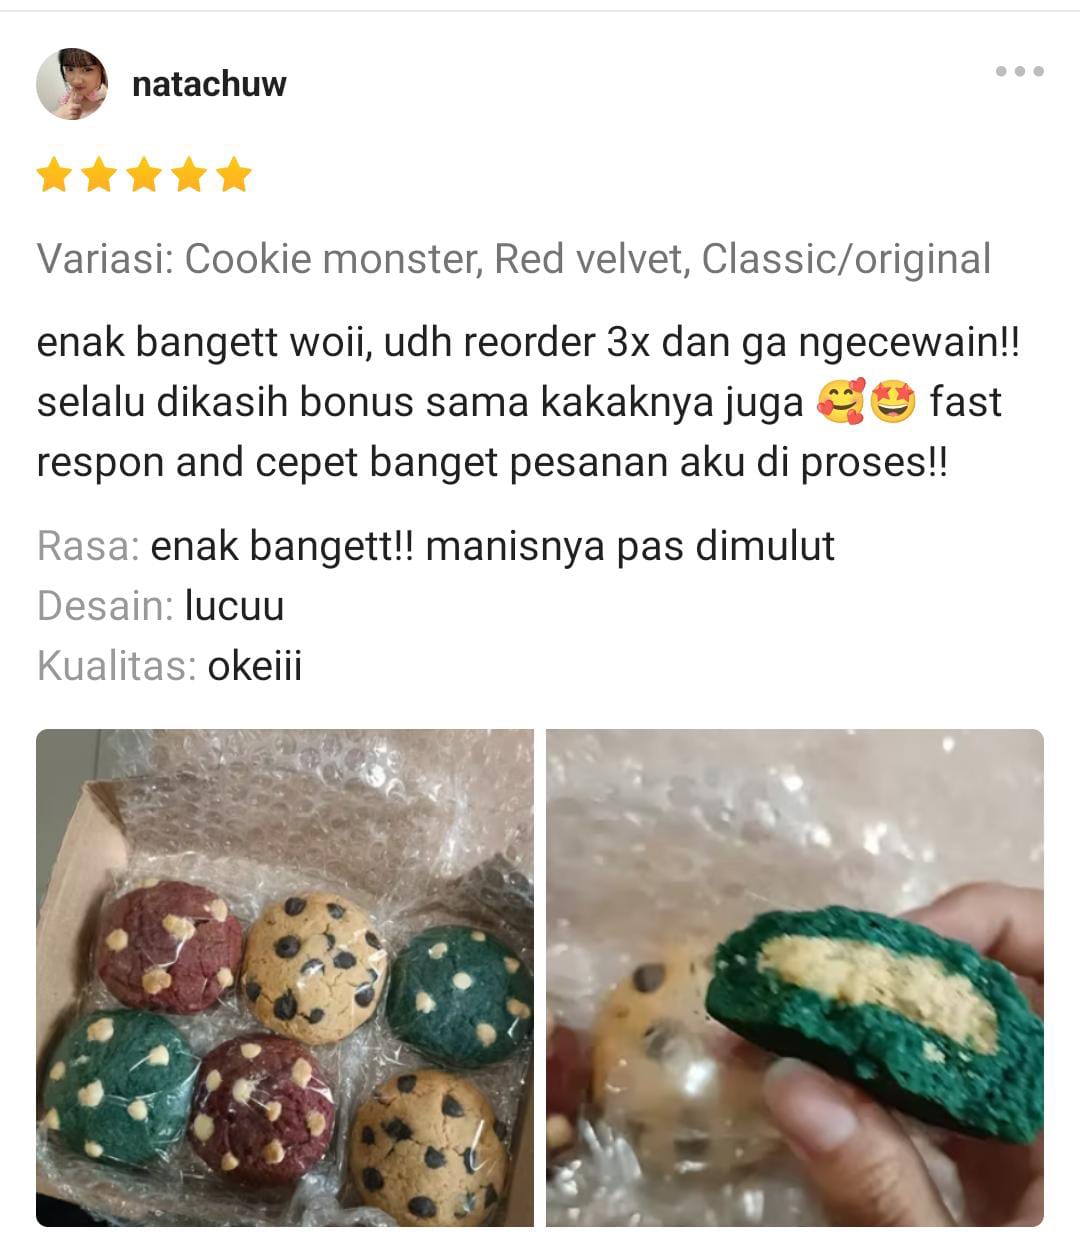 natachuw
Variasi: Cookie monster, Red velvet, Classic/original
enak bangett woii, udh reorder 3x dan ga ngecewain!!
selalu dikasih bonus sama kakaknya juga 🥰🤩 fast
respon and cepet banget pesanan aku di proses!!
Rasa: enak bangett!! manisnya pas dimulut
Desain: lucuu
Kualitas: okeiii